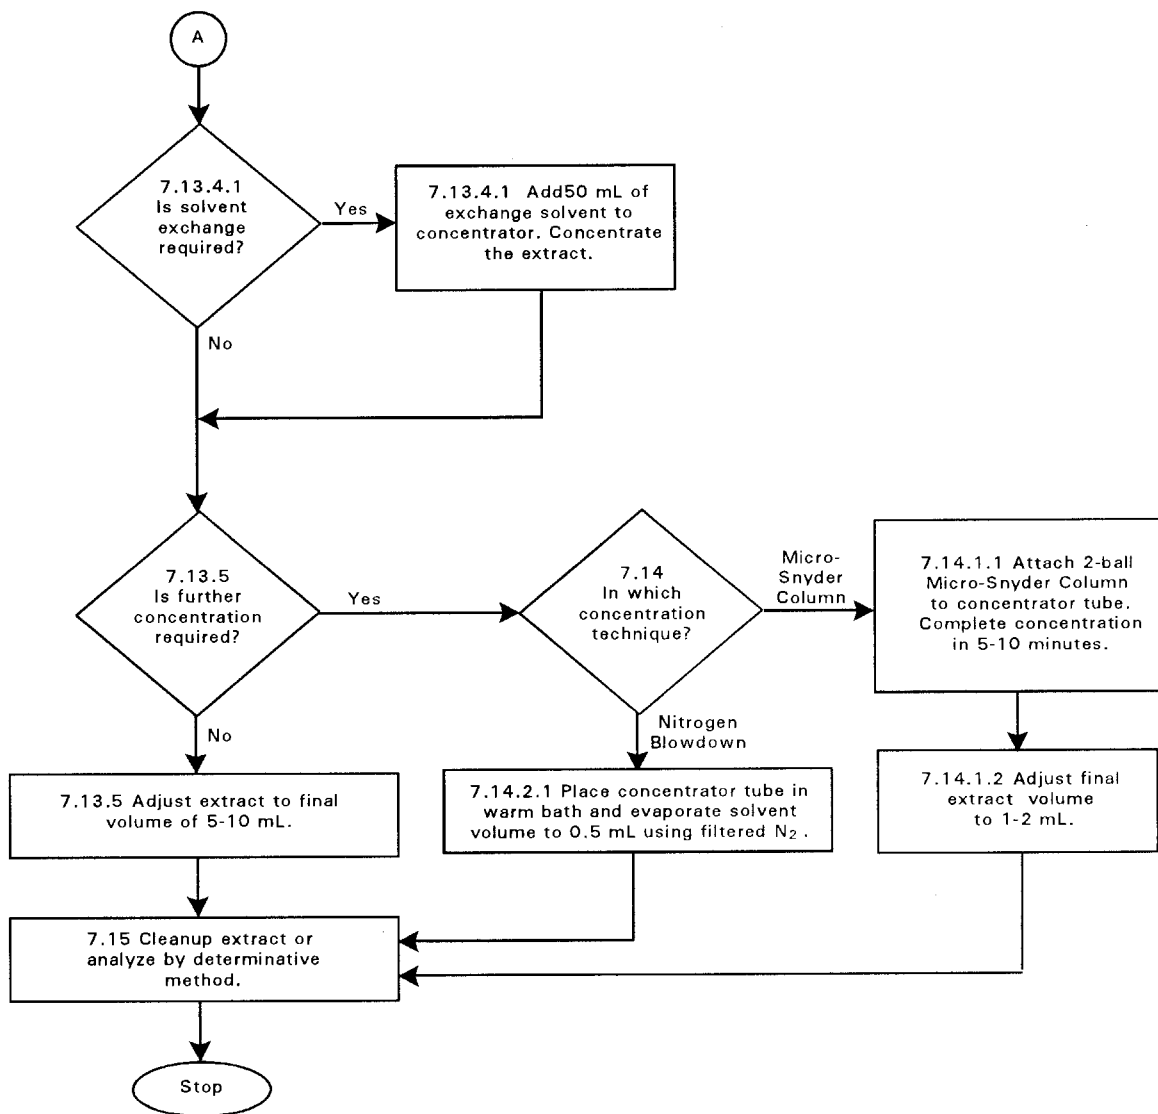 A
7.13.4.1
Is solvent
exchange
required?
Yes
7.13.4.1 Add50 mL of
exchange solvent to
concentrator. Concentrate
the extract.
No
7.13.5
Is further
concentration
required?
Yes
7.14
In which
concentration
technique?
Micro-
Snyder
Column
7.14.1.1 Attach 2-ball
Micro-Snyder Column
to concentrator tube.
Complete concentration
in 5-10 minutes.
No
Nitrogen
Blowdown
7.13.5 Adjust extract to final
volume of 5-10 mL.
7.14.2.1 Place concentrator tube in
warm bath and evaporate solvent
volume to 0.5 mL using filtered N₂ .
7.14.1.2 Adjust final
extract volume
to 1-2 mL.
7.15 Cleanup extract or
analyze by determinative
method.
Stop